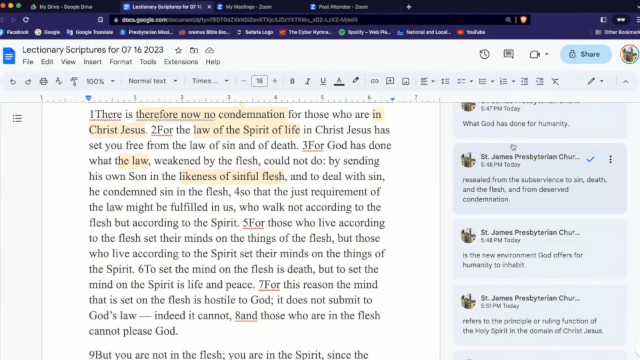 My Drive - Google Drive
Lectionary Scriptures for 07 16
My Meetings - Zoom
Post Attendee - Zoom
docs.google.com/document/d/
Gmail
YouTube
Maps
Google
Google
Translate
oremus Bible Brow...
Spotify
The Cyber Hymna...
National and Local...
Other Bookmarks
Lectionary Scriptures for 07 16 2023
File Edit View Insert Format Tools Extensions Help
Share
100% Normal text Times ... 18
1There is therefore now no condemnation for those who are in
Christ Jesus. 2For the law of the Spirit of life in Christ Jesus has
set you free from the law of sin and of death. 3For God has done
what the law, weakened by the flesh, could not do: by sending
his own Son in the likeness of sinful flesh, and to deal with sin,
he condemned sin in the flesh, 4so that the just requirement of
the law might be fulfilled in us, who walk not according to the
flesh but according to the Spirit. 5For those who live according
to the flesh set their minds on the things of the flesh, but those
who live according to the Spirit set their minds on the things of
the Spirit. 6To set the mind on the flesh is death, but to set the
mind on the Spirit is life and peace. 7For this reason the mind
that is set on the flesh is hostile to God; it does not submit to
God's law — indeed it cannot, 8and those who are in the flesh
cannot please God.
9But you are not in the flesh; you are in the Spirit, since the
5:47 PM Today
What God has done for humanity.
St. James Presbyterian Chur...
5:48 PM Today
resealed from the subservience to sin, death,
and the flesh, and from deserved
condemnation.
St. James Presbyterian Chur...
5:48 PM Today
is the new environment God offers for
humanity to inhabit.
St. James Presbyterian Chur...
5:51 PM Today
refers to the principle or ruling function of
the Holy Spirit in the domain of Christ Jesus.